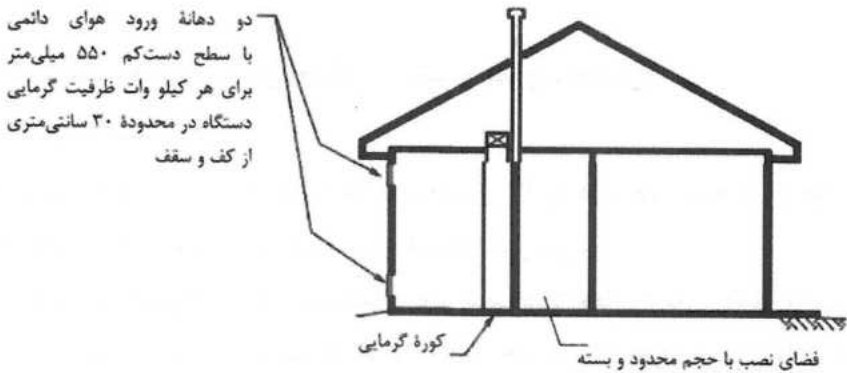 دو دهانهٔ ورود هوای دائمی
با سطح دست‌کم ۵۵۰ میلی‌متر
برای هر کیلو وات ظرفیت گرمایی
دستگاه در محدودهٔ ۳۰ سانتی‌متری
از کف و سقف
کورهٔ گرمایی
فضای نصب با حجم محدود و بسته